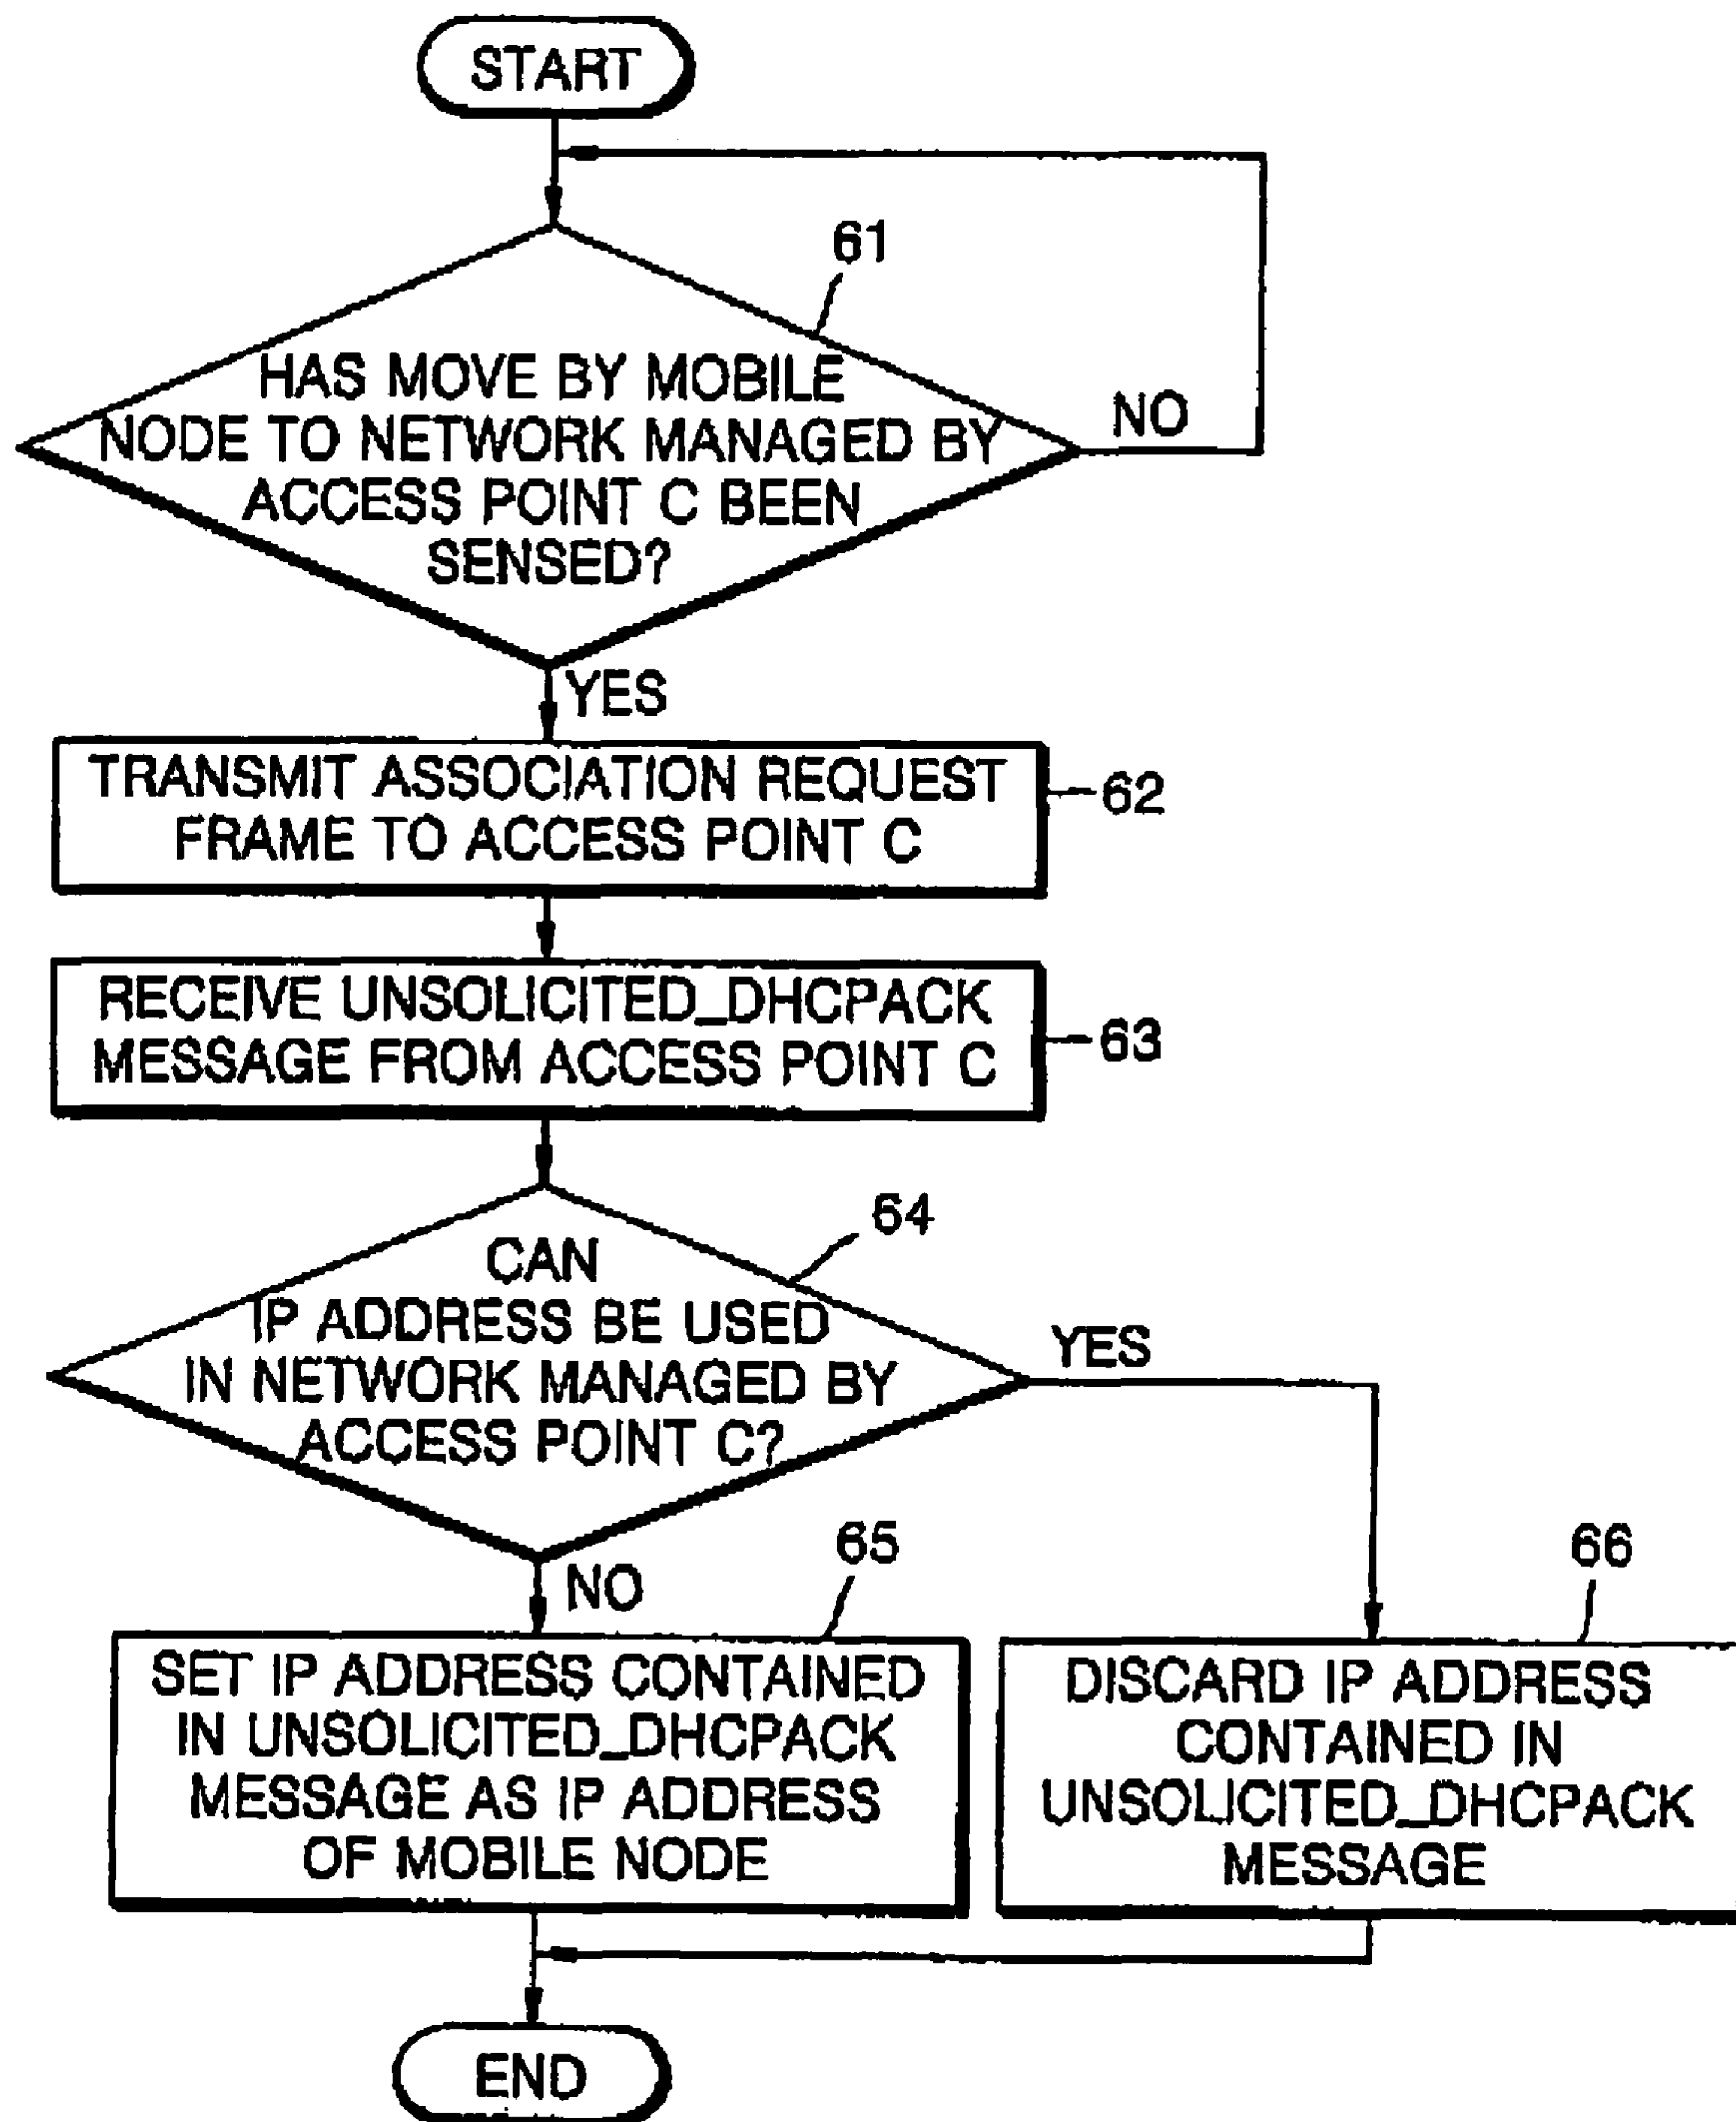 START
61
HAS MOVE BY MOBILE
NODE TO NETWORK MANAGED BY
ACCESS POINT C BEEN
SENSED?
NO
YES
TRANSMIT ASSOCIATION REQUEST
FRAME TO ACCESS POINT C
62
RECEIVE UNSOLICITED_DHCPACK
MESSAGE FROM ACCESS POINT C
63
64
CAN
IP ADDRESS BE USED
IN NETWORK MANAGED BY
ACCESS POINT C?
YES
NO
65
SET IP ADDRESS CONTAINED
IN UNSOLICITED_DHCPACK
MESSAGE AS IP ADDRESS
OF MOBILE NODE
66
DISCARD IP ADDRESS
CONTAINED IN
UNSOLICITED_DHCPACK
MESSAGE
END